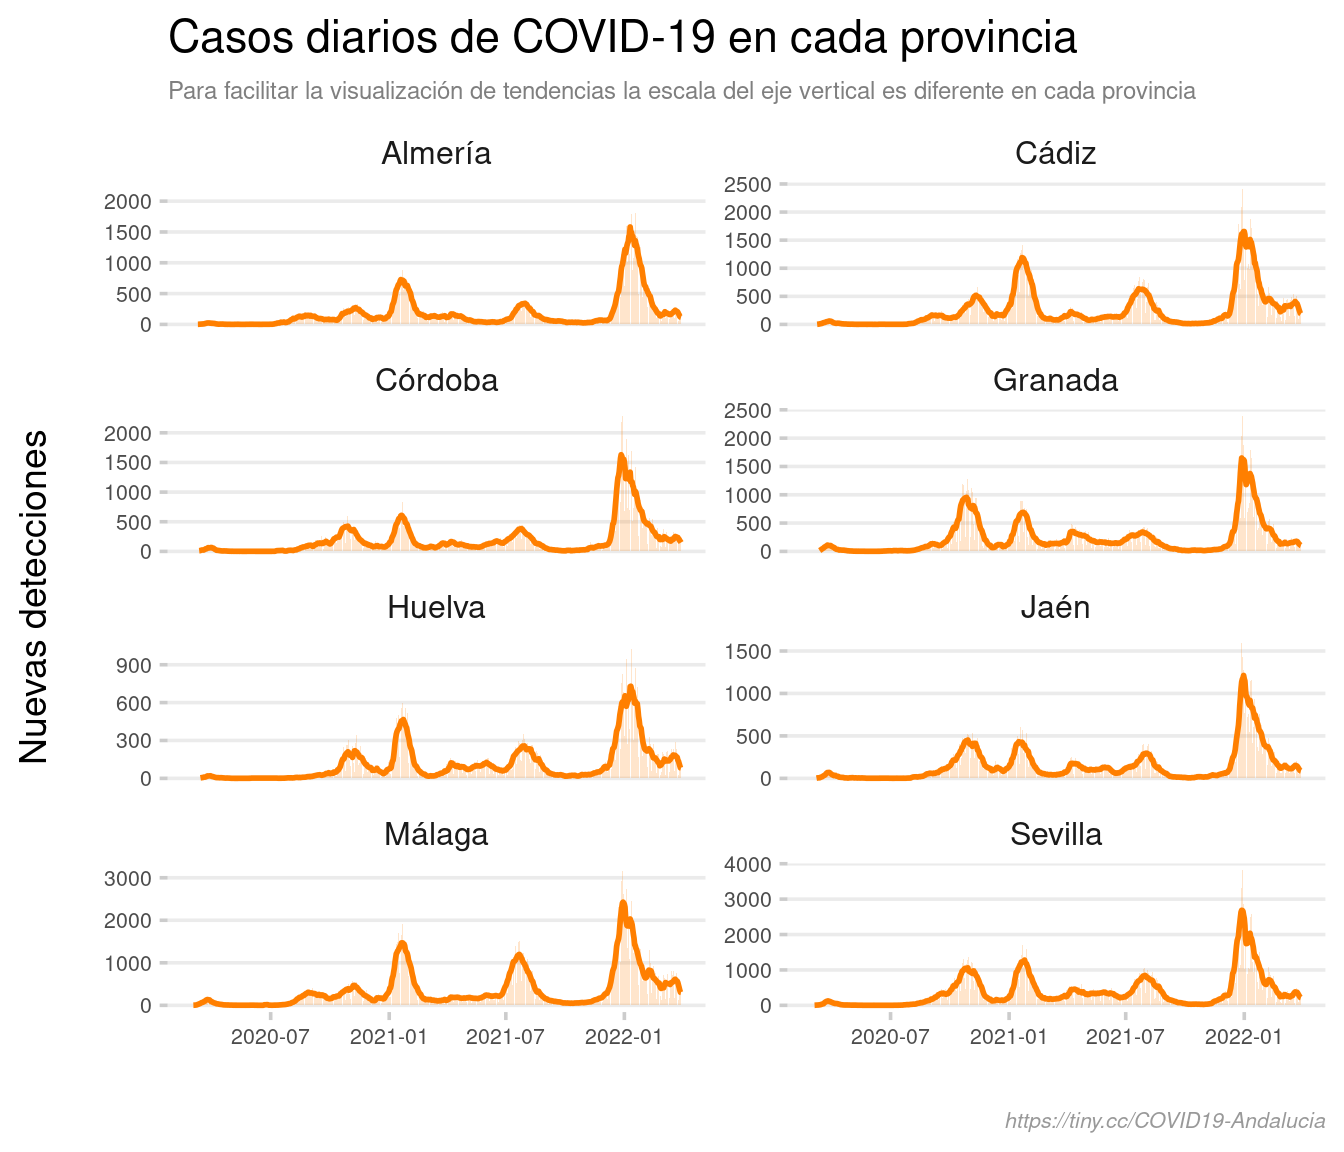 Casos diarios de COVID-19 en cada provincia
Para facilitar la visualización de tendencias la escala del eje vertical es diferente en cada provincia
Nuevas detecciones
Almería
2000
1500
1000
500
0
Cádiz
2500
2000
1500
1000
500
0
Córdoba
2000
1500
1000
500
0
Granada
2500
2000
1500
1000
500
0
Huelva
900
600
300
0
Jaén
1500
1000
500
0
Málaga
3000
2000
1000
0
2020-07 2021-01 2021-07 2022-01
Sevilla
4000
3000
2000
1000
0
2020-07 2021-01 2021-07 2022-01
https://tiny.cc/COVID19-Andalucia